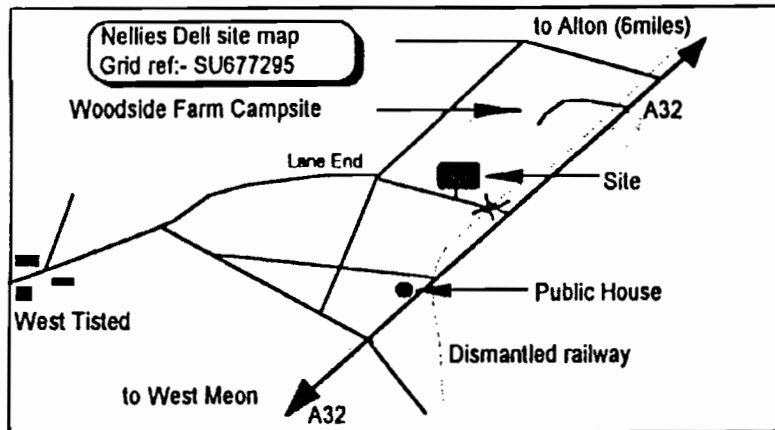 Nellies Dell site map
Grid ref:- SU677295
to Alton (6miles)
Woodside Farm Campsite
A32
Lane End
Site
Public House
West Tisted
Dismantled railway
to West Meon
A32